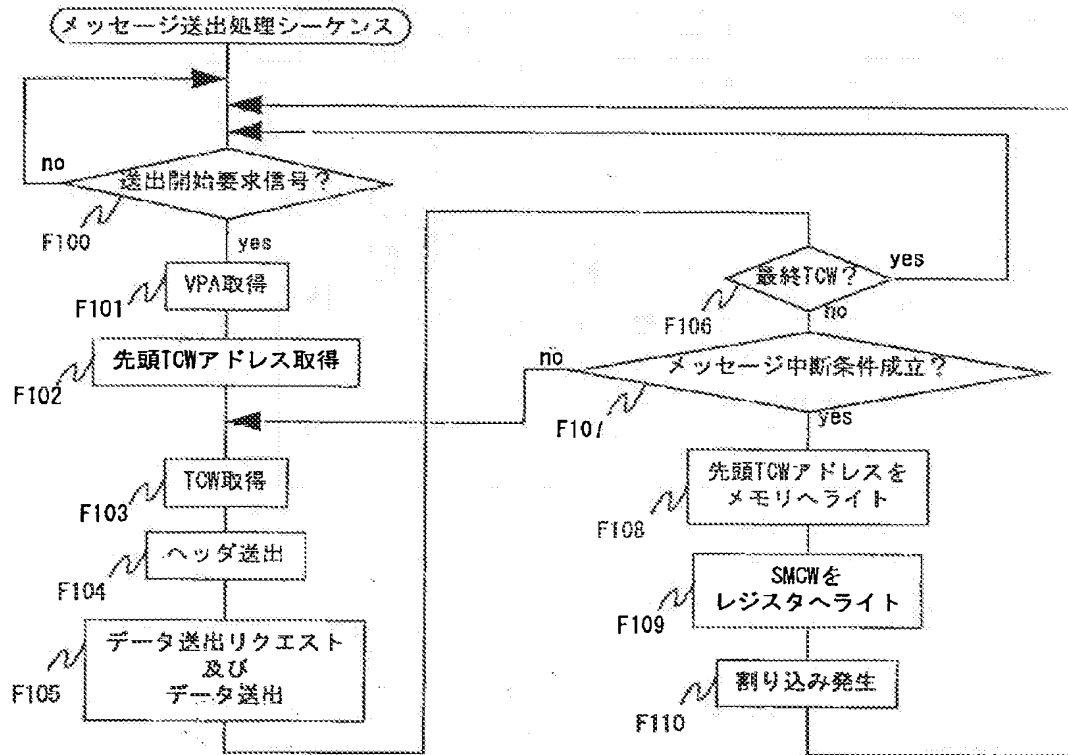 メッセージ送出処理シーケンス
no
送出開始要求信号?
F100
yes
VPA取得
F101
先頭TCWアドレス取得
F102
TCW取得
F103
ヘッダ送出
F104
データ送出リクエスト
及び
データ送出
F105
最終TCW?
yes
F106
no
メッセージ中断条件成立?
no
F107
yes
先頭TCWアドレスを
メモリへライト
F108
SMCWを
レジスタへライト
F109
割り込み発生
F110